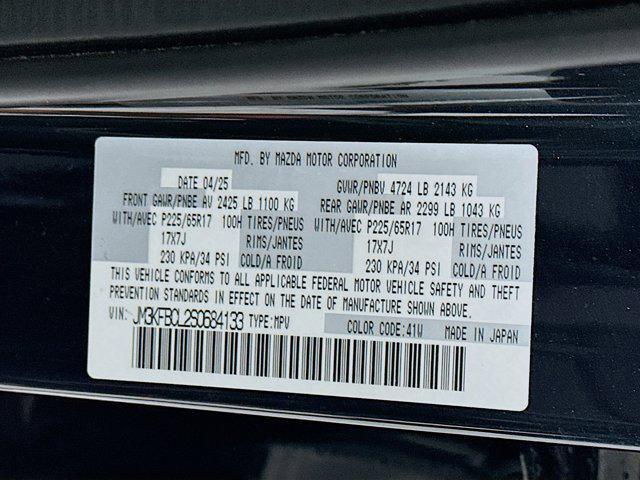 MFD. BY MAZDA MOTOR CORPORATION
DATE 04/25 GVWR/PNBV 4724 LB 2143 KG
FRONT GAWR/PNBE AV 2425 LB 1100 KG REAR GAWR/PNBE AR 2299 LB 1043 KG
WITH/AVEC P225/65R17 100H TIRES/PNEUS WITH/AVEC P225/65R17 100H TIRES/PNEUS
17X7J RIMS/JANTES 17X7J RIMS/JANTES
230 KPA/34 PSI COLD/A FROID 230 KPA/34 PSI COLD/A FROID
THIS VEHICLE CONFORMS TO ALL APPLICABLE FEDERAL MOTOR VEHICLE SAFETY AND THEFT
PREVENTION STANDARDS IN EFFECT ON THE DATE OF MANUFACTURE SHOWN ABOVE.
VIN: JM3KFBCL2S0684133 TYPE:MPV COLOR CODE:41W MADE IN JAPAN